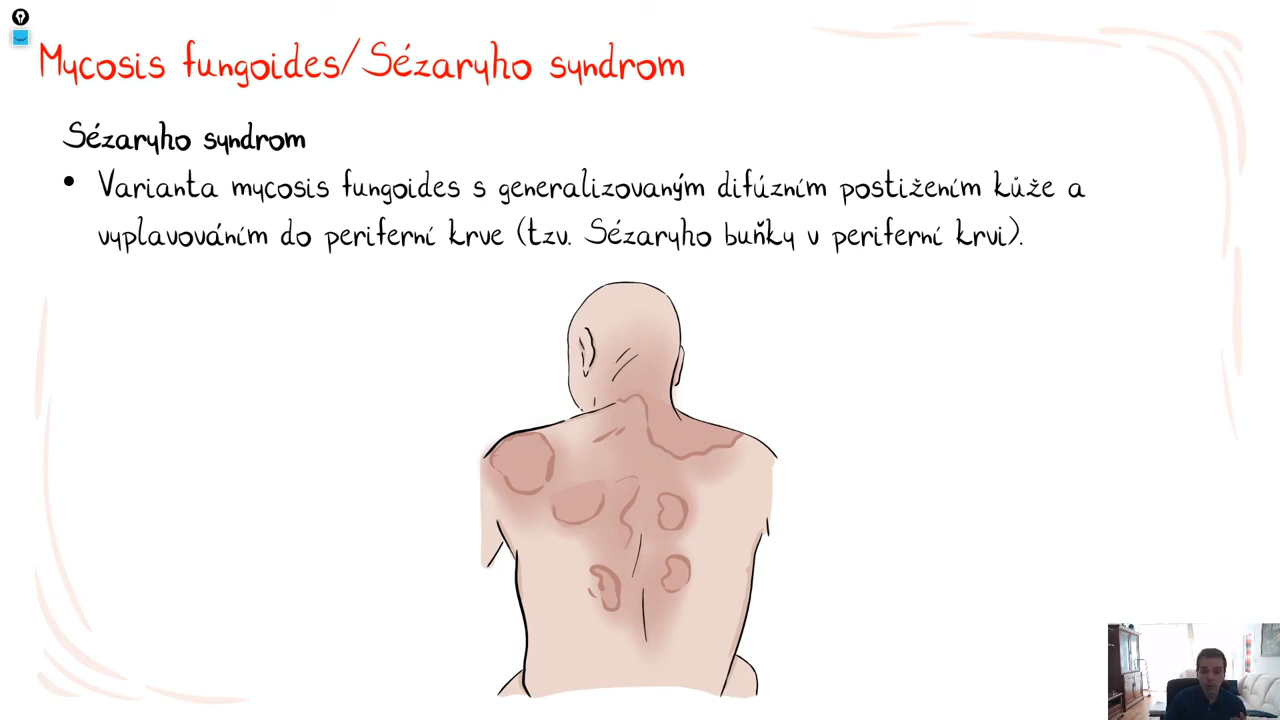 Mycosis fungoides/Sézaryho syndrom
Sézaryho syndrom
• Varianta mycosis fungoides s generalizovaným difúzním postižením kůže a
vyplavováním do periferní krve (tzv. Sézaryho buňky v periferní krvi).